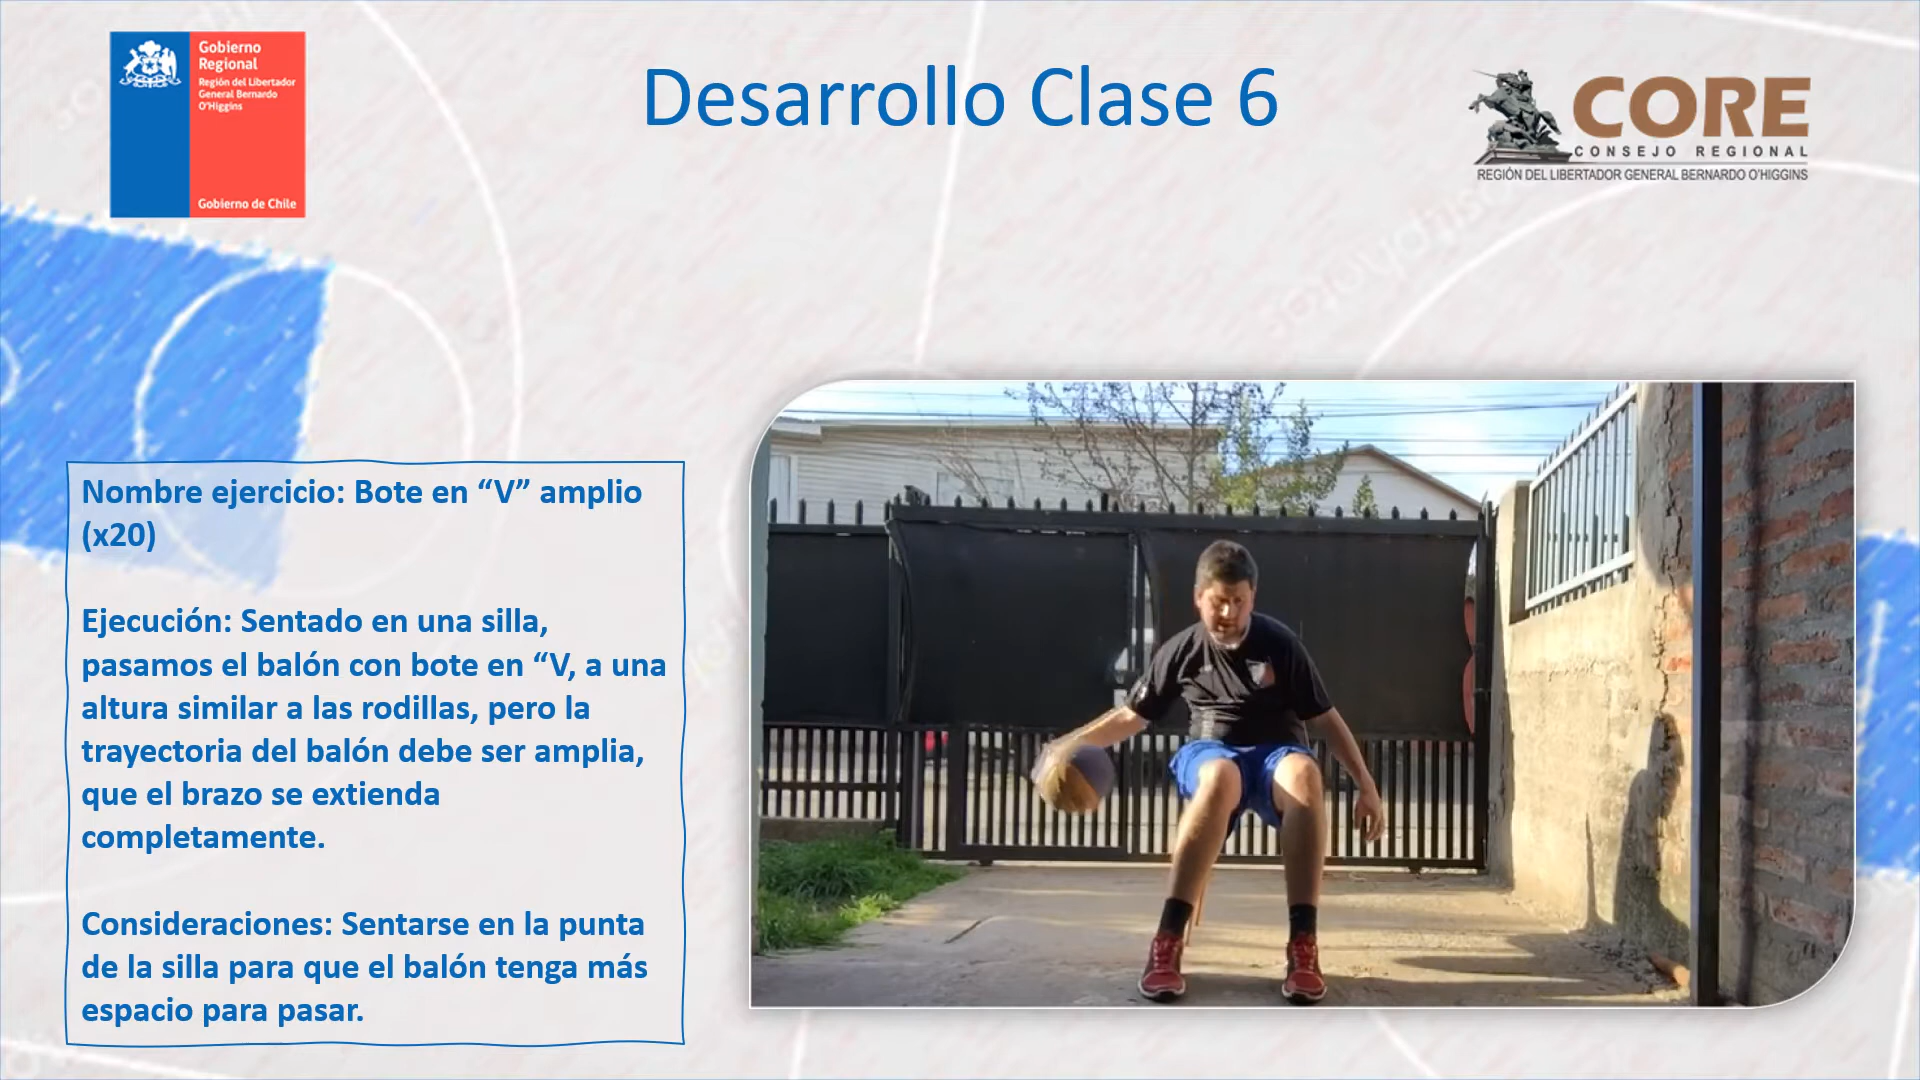 Gobierno
Regional
Región del Libertador
General Bernardo
O'Higgins
Gobierno de Chile
Desarrollo Clase 6
CORE
CONSEJO REGIONAL
REGIÓN DEL LIBERTADOR GENERAL BERNARDO O'HIGGINS
Nombre ejercicio: Bote en “V” amplio
(x20)
Ejecución: Sentado en una silla,
pasamos el balón con bote en “V, a una
altura similar a las rodillas, pero la
trayectoria del balón debe ser amplia,
que el brazo se extienda
completamente.
Consideraciones: Sentarse en la punta
de la silla para que el balón tenga más
espacio para pasar.